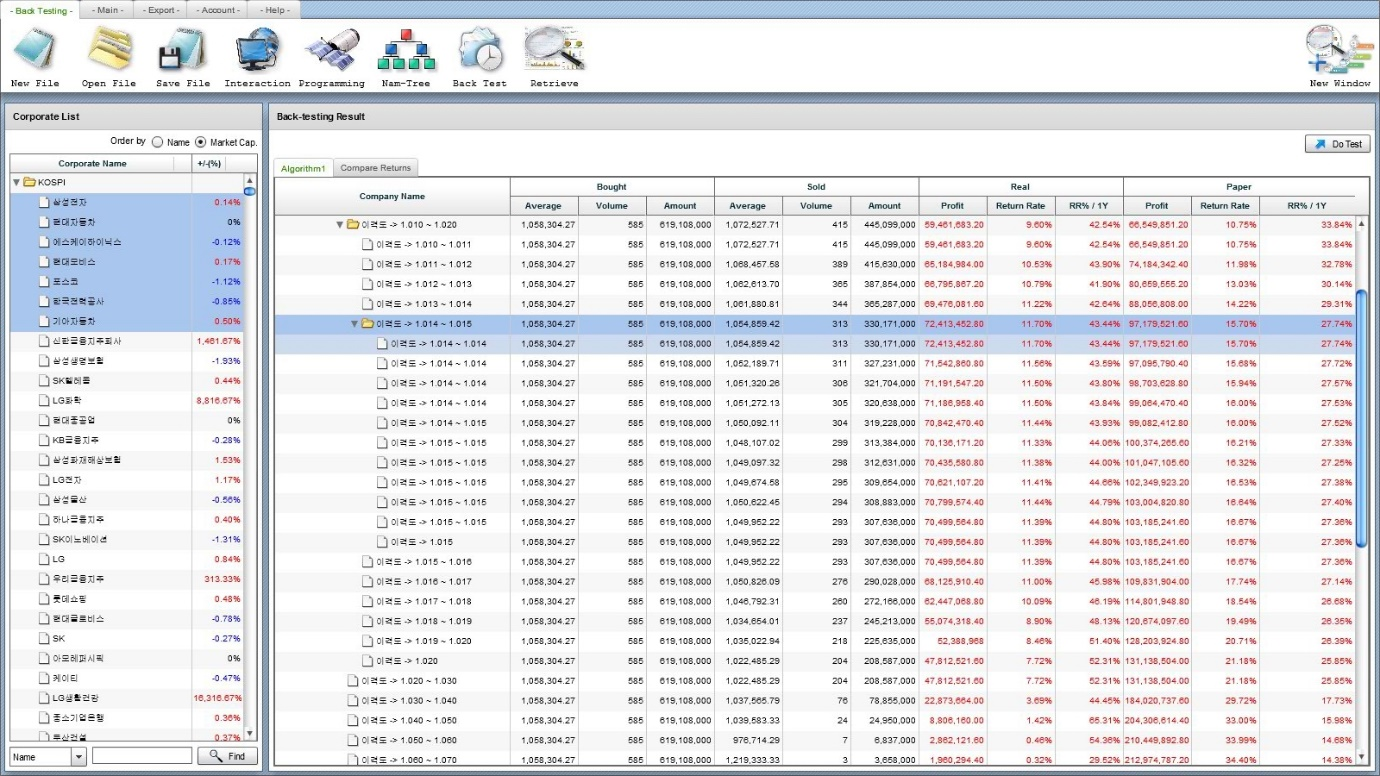 - Back Testing - - Main - - Export - - Account - - Help -
New File Open File Save File Interaction Programming Nam-Tree Back Test Retrieve New Window
Corporate List
Order by Name Market Cap.
Corporate Name +/-(%)
KOSPI
삼성전자 0.14%
현대자동차 0%
에스케이하이닉스 -0.12%
현대모비스 0.17%
포스코 -1.12%
한국전력공사 -0.85%
기아자동차 0.50%
신한금융지주회사 1,461.67%
삼성생명보험 -1.93%
SK텔레콤 0.44%
LG화학 8,816.67%
현대중공업 0%
KB금융지주 -0.28%
삼성화재해상보험 1.53%
LG전자 1.17%
삼성물산 -0.56%
하나금융지주 0.40%
SK이노베이션 -1.31%
LG 0.84%
우리금융지주 313.33%
롯데쇼핑 0.48%
현대글로비스 -0.78%
SK -0.27%
아모레퍼시픽 0%
케이티 -0.47%
LG생활건강 16,316.67%
중소기업은행 0.36%
두산건설 0.37%
Name Find
Back-testing Result
Do Test
Algorithm1 Compare Returns
Company Name Bought Sold Real Paper
Average Volume Amount Average Volume Amount Profit Return Rate RR% / 1Y Profit Return Rate RR% / 1Y
이격도 -> 1.010 ~ 1.020 1,058,304.27 585 619,108,000 1,072,527.71 415 445,099,000 59,461,683.20 9.60% 42.54% 66,549,851.20 10.75% 33.84%
이격도 -> 1.010 ~ 1.011 1,058,304.27 585 619,108,000 1,072,527.71 415 445,099,000 59,461,683.20 9.60% 42.54% 66,549,851.20 10.75% 33.84%
이격도 -> 1.011 ~ 1.012 1,058,304.27 585 619,108,000 1,068,457.58 389 415,630,000 65,184,984.00 10.53% 43.90% 74,184,342.40 11.98% 32.78%
이격도 -> 1.012 ~ 1.013 1,058,304.27 585 619,108,000 1,062,613.70 365 387,854,000 66,795,867.20 10.79% 41.90% 80,659,555.20 13.03% 30.14%
이격도 -> 1.013 ~ 1.014 1,058,304.27 585 619,108,000 1,061,880.81 344 365,287,000 69,476,081.60 11.22% 42.64% 88,056,808.00 14.22% 29.31%
이격도 -> 1.014 ~ 1.015 1,058,304.27 585 619,108,000 1,054,859.42 313 330,171,000 72,413,452.80 11.70% 43.44% 97,179,521.60 15.70% 27.74%
이격도 -> 1.014 ~ 1.014 1,058,304.27 585 619,108,000 1,054,859.42 313 330,171,000 72,413,452.80 11.70% 43.44% 97,179,521.60 15.70% 27.74%
이격도 -> 1.014 ~ 1.014 1,058,304.27 585 619,108,000 1,052,189.71 311 327,231,000 71,542,860.80 11.56% 43.59% 97,095,790.40 15.68% 27.72%
이격도 -> 1.014 ~ 1.014 1,058,304.27 585 619,108,000 1,051,320.26 306 321,704,000 71,191,547.20 11.50% 43.80% 98,703,628.80 15.94% 27.57%
이격도 -> 1.014 ~ 1.014 1,058,304.27 585 619,108,000 1,051,272.13 305 320,638,000 71,186,958.40 11.50% 43.84% 99,064,470.40 16.00% 27.53%
이격도 -> 1.014 ~ 1.015 1,058,304.27 585 619,108,000 1,050,092.11 304 319,228,000 70,842,470.40 11.44% 43.93% 99,082,412.80 16.00% 27.52%
이격도 -> 1.015 ~ 1.015 1,058,304.27 585 619,108,000 1,048,107.02 299 313,384,000 70,136,171.20 11.33% 44.06% 100,374,265.60 16.21% 27.33%
이격도 -> 1.015 ~ 1.015 1,058,304.27 585 619,108,000 1,049,097.32 298 312,631,000 70,435,580.80 11.38% 44.00% 101,047,105.60 16.32% 27.25%
이격도 -> 1.015 ~ 1.015 1,058,304.27 585 619,108,000 1,049,674.58 295 309,654,000 70,621,107.20 11.41% 44.66% 102,349,923.20 16.53% 27.38%
이격도 -> 1.015 ~ 1.015 1,058,304.27 585 619,108,000 1,050,622.45 294 308,883,000 70,799,574.40 11.44% 44.79% 103,004,820.80 16.64% 27.40%
이격도 -> 1.015 ~ 1.015 1,058,304.27 585 619,108,000 1,049,952.22 293 307,636,000 70,499,564.80 11.39% 44.80% 103,185,241.60 16.67% 27.36%
이격도 -> 1.015 1,058,304.27 585 619,108,000 1,049,952.22 293 307,636,000 70,499,564.80 11.39% 44.80% 103,185,241.60 16.67% 27.36%
이격도 -> 1.015 ~ 1.016 1,058,304.27 585 619,108,000 1,049,952.22 293 307,636,000 70,499,564.80 11.39% 44.80% 103,185,241.60 16.67% 27.36%
이격도 -> 1.016 ~ 1.017 1,058,304.27 585 619,108,000 1,050,826.09 276 290,028,000 68,125,910.40 11.00% 45.98% 109,831,904.00 17.74% 27.14%
이격도 -> 1.017 ~ 1.018 1,058,304.27 585 619,108,000 1,046,792.31 260 272,166,000 62,447,068.80 10.09% 46.19% 114,801,948.80 18.54% 26.68%
이격도 -> 1.018 ~ 1.019 1,058,304.27 585 619,108,000 1,034,654.01 237 245,213,000 55,074,318.40 8.90% 48.13% 120,674,097.60 19.49% 26.35%
이격도 -> 1.019 ~ 1.020 1,058,304.27 585 619,108,000 1,035,022.94 218 225,635,000 52,388,968 8.46% 51.40% 128,203,924.80 20.71% 26.39%
이격도 -> 1.020 1,058,304.27 585 619,108,000 1,022,485.29 204 208,587,000 47,812,521.60 7.72% 52.31% 131,138,504.00 21.18% 25.85%
이격도 -> 1.020 ~ 1.030 1,058,304.27 585 619,108,000 1,022,485.29 204 208,587,000 47,812,521.60 7.72% 52.31% 131,138,504.00 21.18% 25.85%
이격도 -> 1.030 ~ 1.040 1,058,304.27 585 619,108,000 1,037,565.79 76 78,855,000 22,873,664.00 3.69% 44.45% 184,020,737.60 29.72% 17.73%
이격도 -> 1.040 ~ 1.050 1,058,304.27 585 619,108,000 1,039,583.33 24 24,950,000 8,806,160.00 1.42% 65.31% 204,306,614.40 33.00% 15.98%
이격도 -> 1.050 ~ 1.060 1,058,304.27 585 619,108,000 976,714.29 7 6,837,000 2,862,121.60 0.46% 54.36% 210,449,892.80 33.99% 14.68%
이격도 -> 1.060 ~ 1.070 1,058,304.27 585 619,108,000 1,219,333.33 3 3,658,000 1,960,294.40 0.32% 29.52% 212,974,787.20 34.40% 14.38%